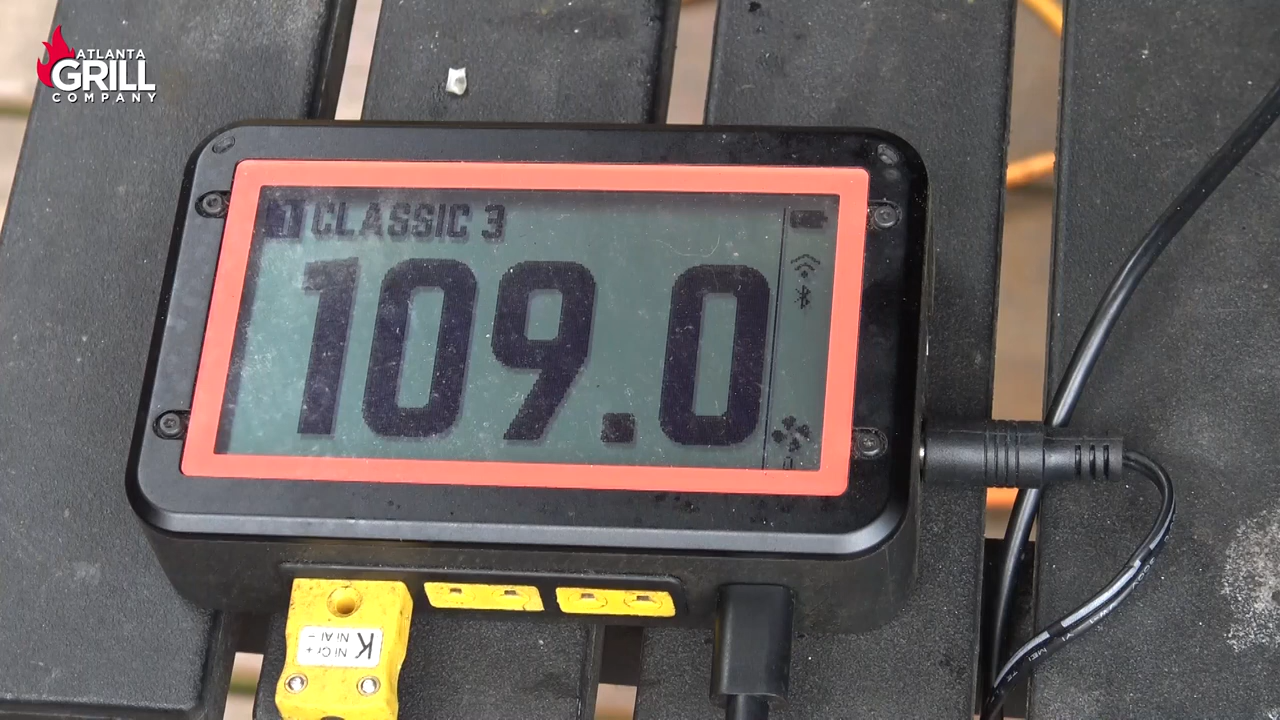 ATLANTA
GRILL
COMPANY
1 CLASSIC 3
109.0
K
Ni Cr +
Ni Al -